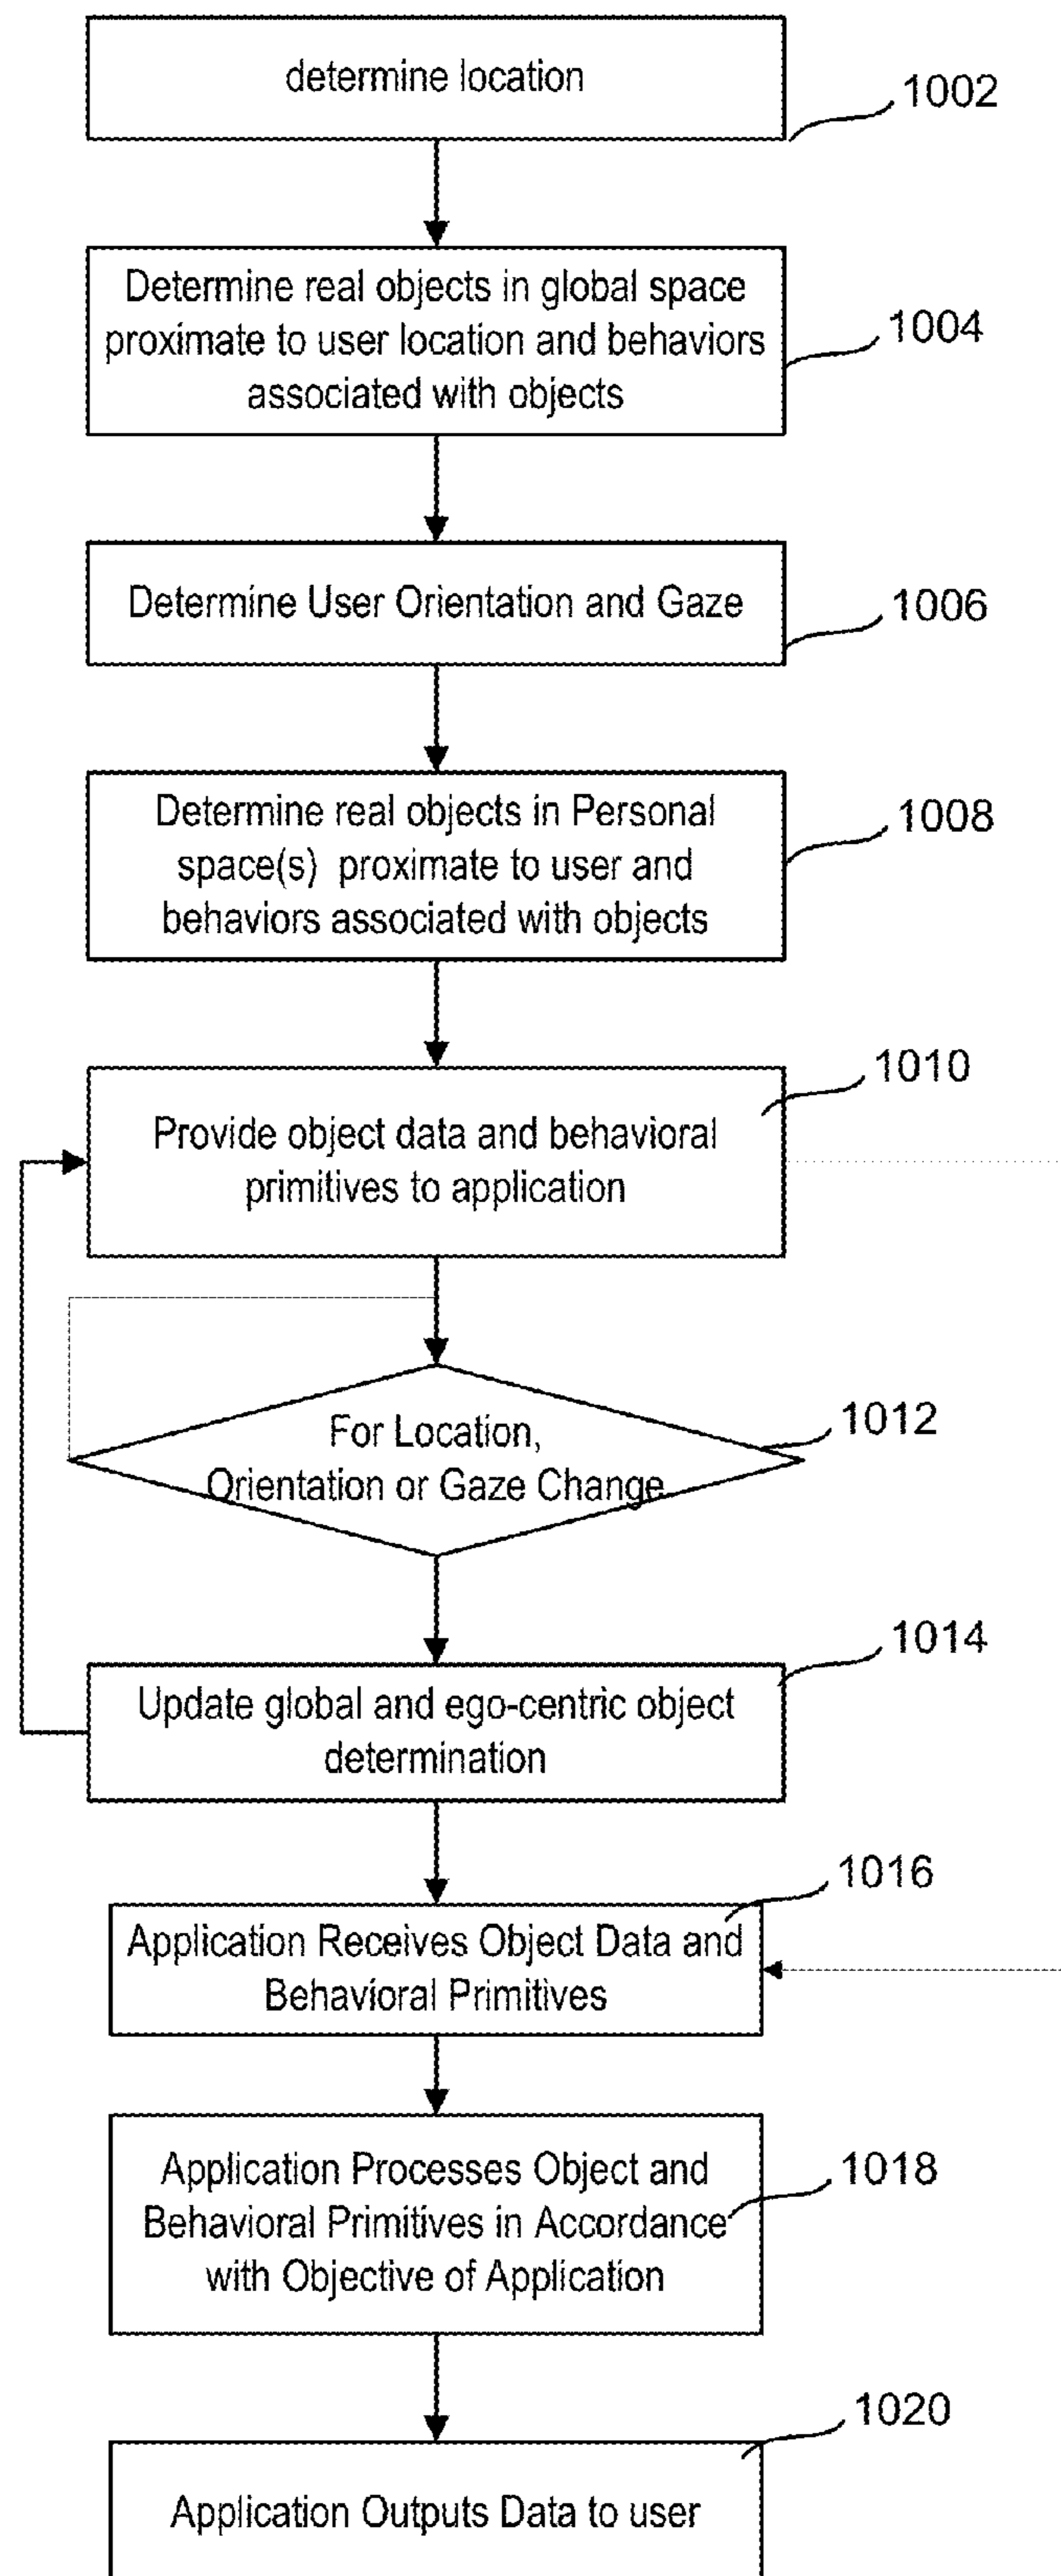 determine location
1002
Determine real objects in global space
proximate to user location and behaviors
associated with objects
1004
Determine User Orientation and Gaze
1006
Determine real objects in Personal
space(s) proximate to user and
behaviors associated with objects
1008
1010
Provide object data and behavioral
primitives to application
For Location,
Orientation or Gaze Change
1012
1014
Update global and ego-centric object
determination
1016
Application Receives Object Data and
Behavioral Primitives
Application Processes Object and
Behavioral Primitives in Accordance
with Objective of Application
1018
1020
Application Outputs Data to user